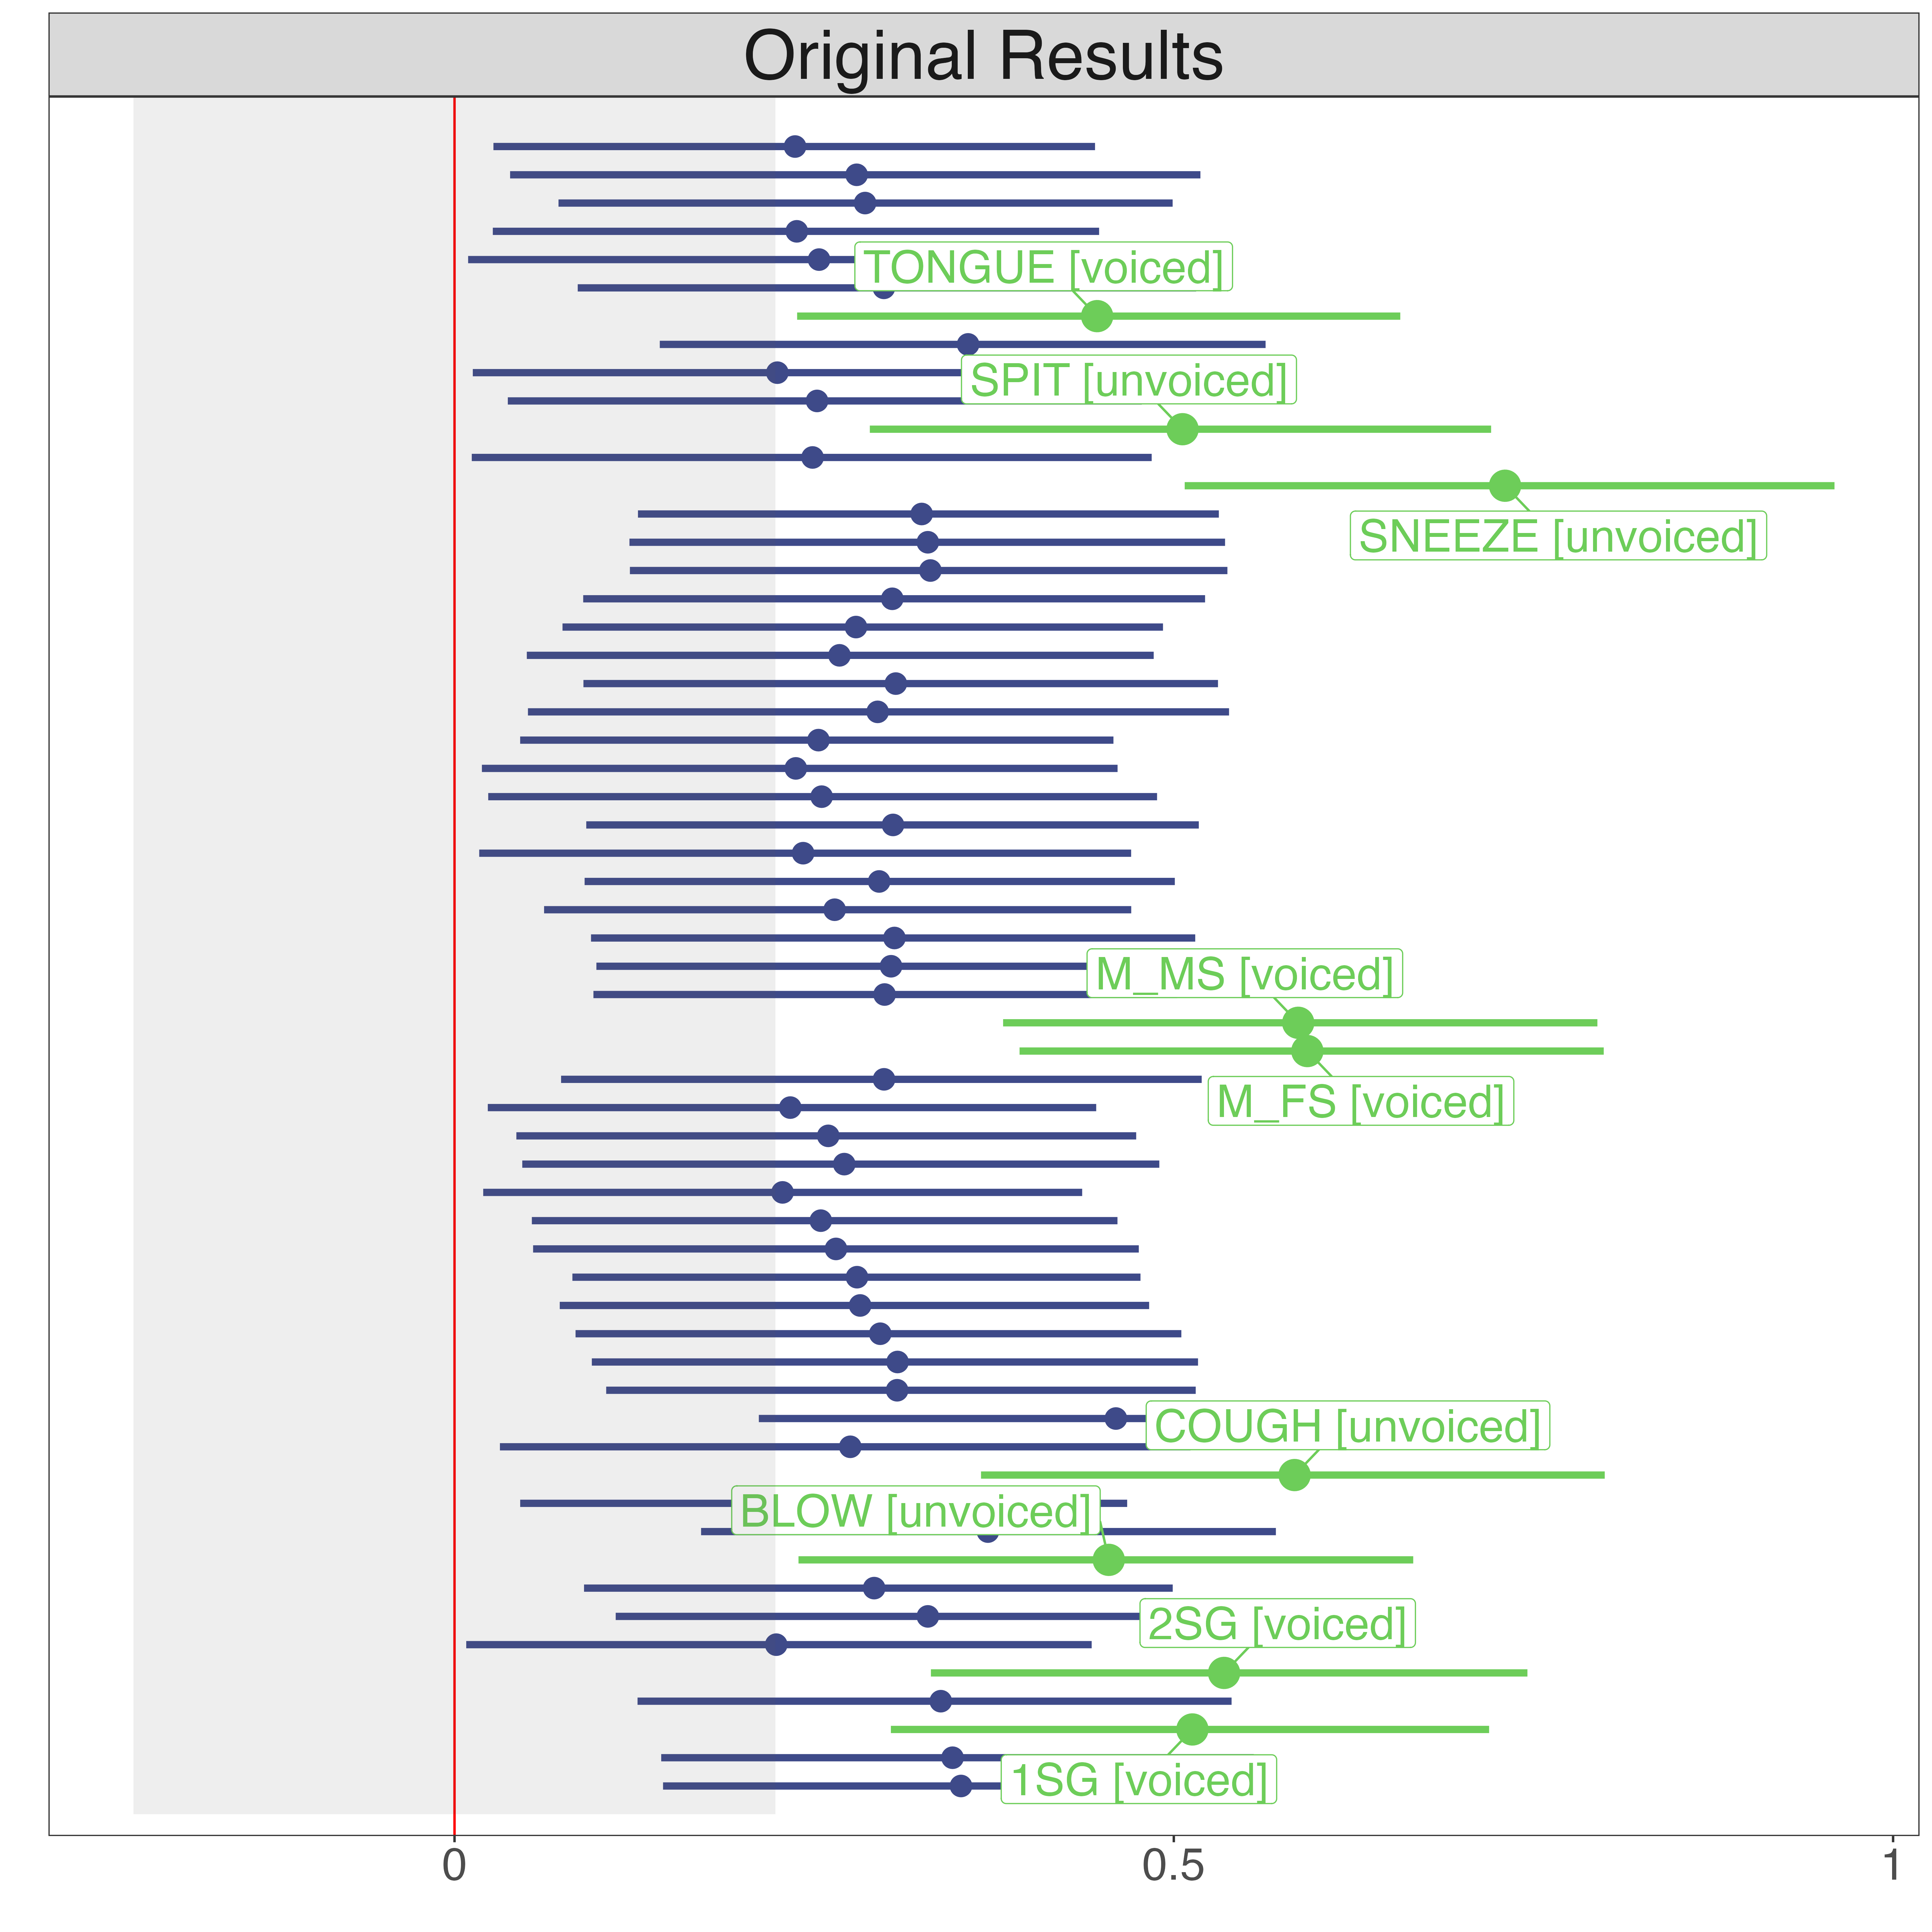 Original Results
TONGUE [voiced]
SPIT [unvoiced]
SNEEZE [unvoiced]
M_MS [voiced]
M_FS [voiced]
COUGH [unvoiced]
BLOW [unvoiced]
2SG [voiced]
1SG [voiced]
0
0.5
1